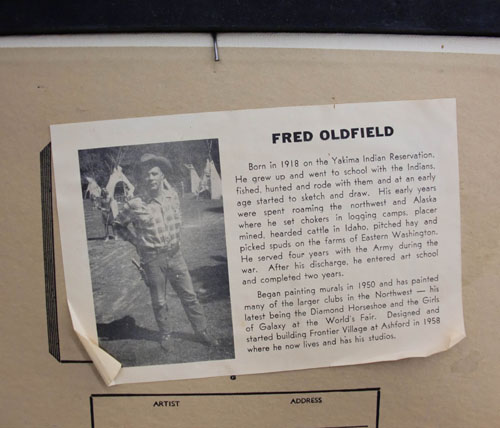 FRED OLDFIELD
Born in 1918 on the Yakima Indian Reservation.
He grew up and went to school with the Indians,
fished, hunted and rode with them and at an early
age started to sketch and draw. His early years
were spent roaming the northwest and Alaska
where he set chokers in logging camps, placer
mined, hearded cattle in Idaho, pitched hay and
picked spuds on the farms of Eastern Washington.
He served four years with the Army during the
war. After his discharge, he entered art school
and completed two years.
Began painting murals in 1950 and has painted
many of the larger clubs in the Northwest — his
latest being the Diamond Horseshoe and the Girls
of Galaxy at the World's Fair. Designed and
started building Frontier Village at Ashford in 1958
where he now lives and has his studios.
ARTIST ADDRESS